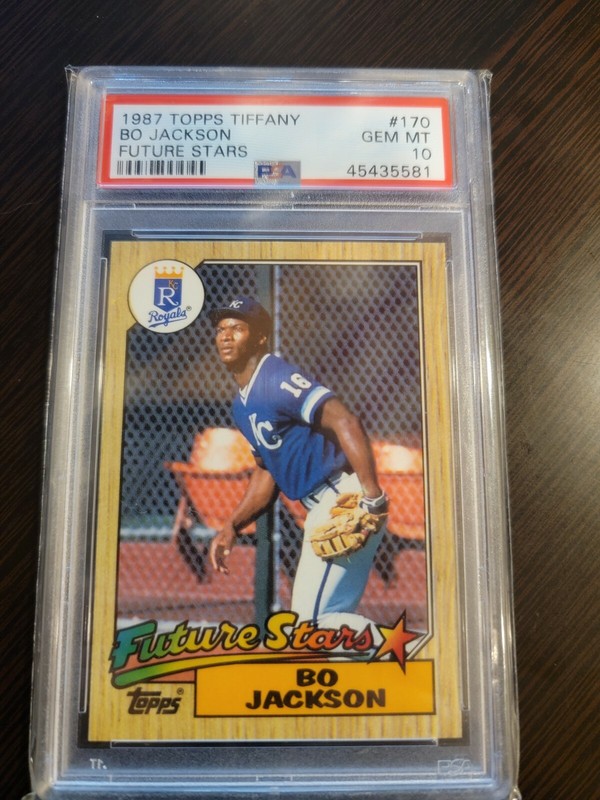 1987 TOPPS TIFFANY #170
BO JACKSON GEM MT
FUTURE STARS 10
PSA 45435581
KC
R
Royals®
KC
16
KC
Future Stars
BO
JACKSON
topps®